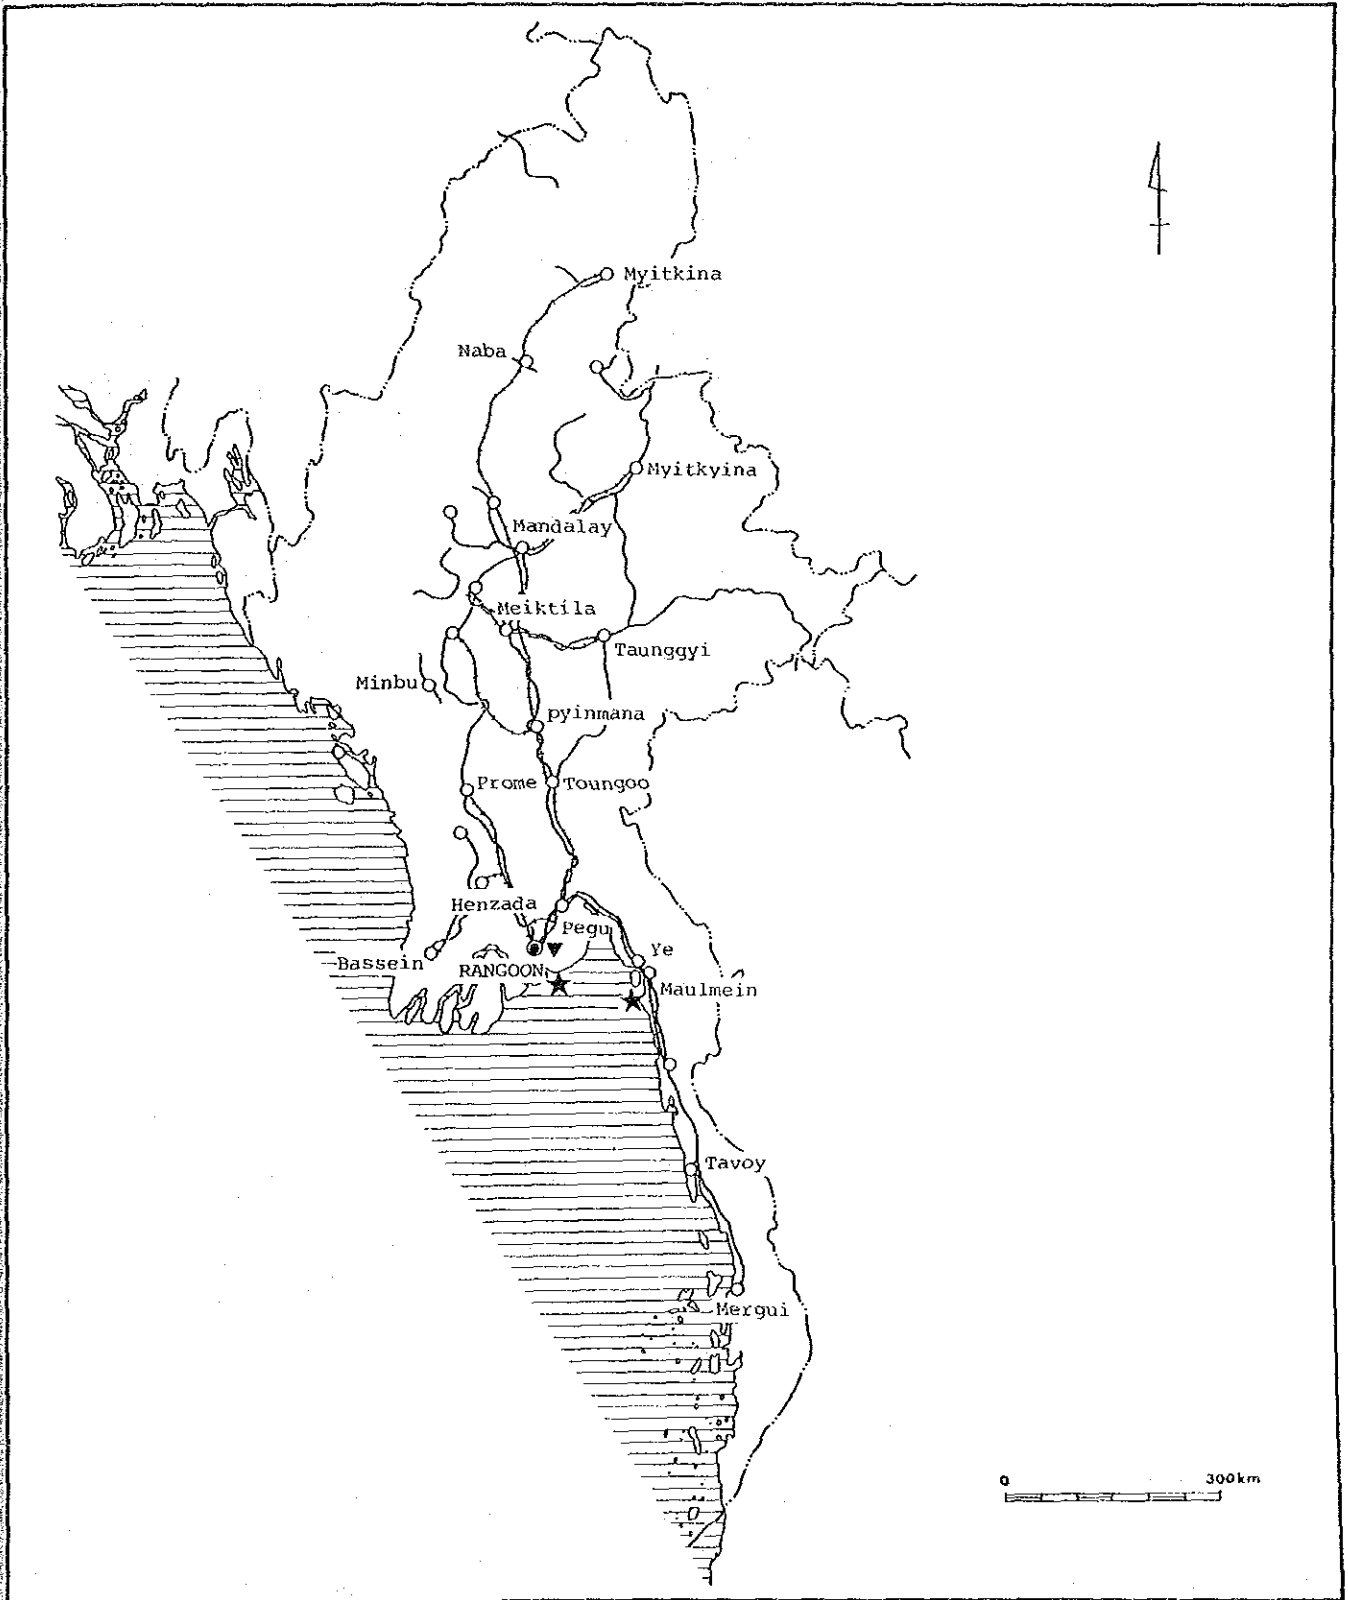 Myitkina
Naba
Myitkyina
Mandalay
Meiktila
Taunggyi
Minbu
pyinmana
Prome
Toungoo
Henzada
Pegu
Ye
Bassein
RANGOON
Maulmein
Tavoy
Mergui
0 300km